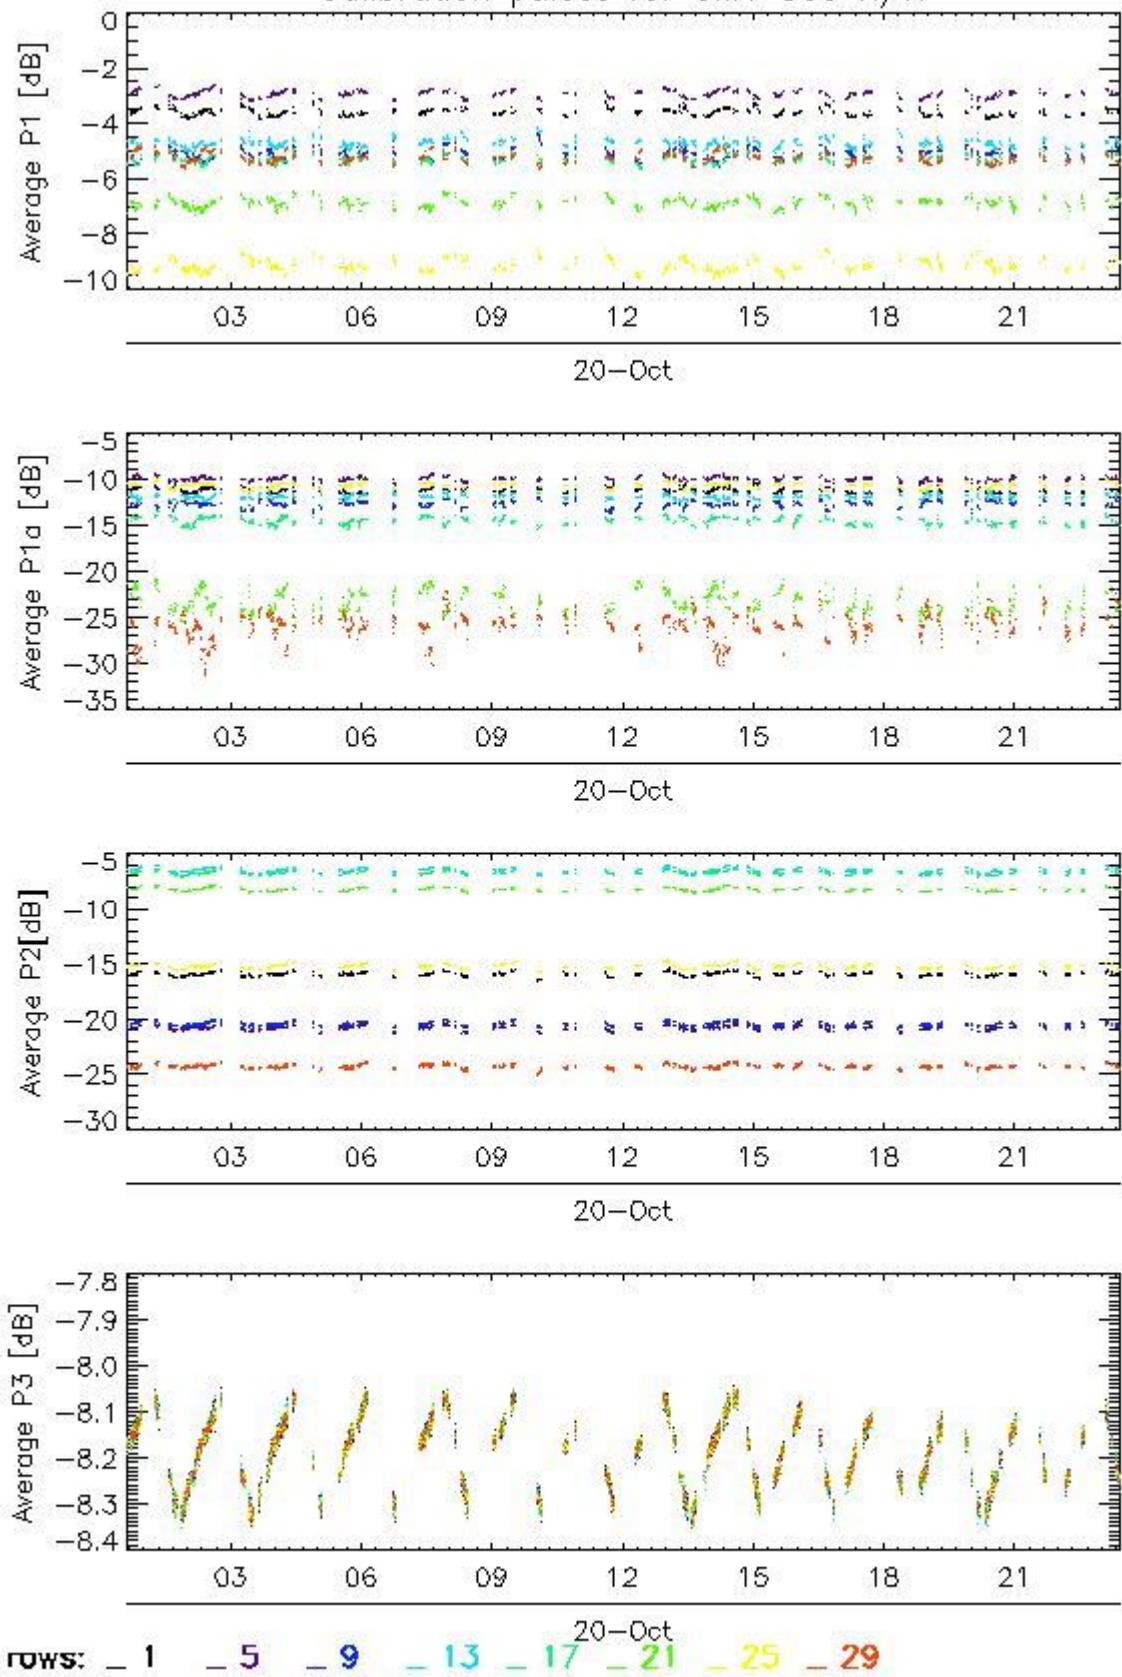 0
−2
−4
−6
−8
−10
Average P1 [dB]
03 06 09 12 15 18 21
20−Oct
−5
−10
−15
−20
−25
−30
−35
Average P1a [dB]
03 06 09 12 15 18 21
20−Oct
−5
−10
−15
−20
−25
−30
Average P2[dB]
03 06 09 12 15 18 21
20−Oct
−7.8
−7.9
−8.0
−8.1
−8.2
−8.3
−8.4
Average P3 [dB]
03 06 09 12 15 18 21
20−Oct
rows: _ 1 _ 5 _ 9 _ 13 _ 17 _ 21 _ 25 _ 29